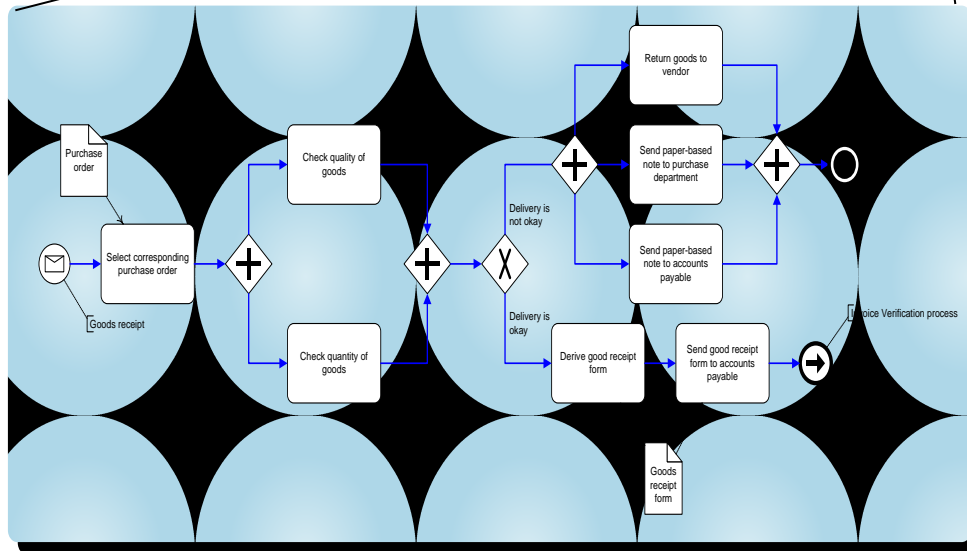 Return goods to
vendor
Purchase
order
Check quality of
goods
Send paper-based
note to purchase
department
Delivery is
not okay
Select corresponding
purchase order
Send paper-based
note to accounts
payable
Goods receipt
Delivery is
okay
Invoice Verification process
Check quantity of
goods
Derive good receipt
form
Send good receipt
form to accounts
payable
Goods
receipt
form